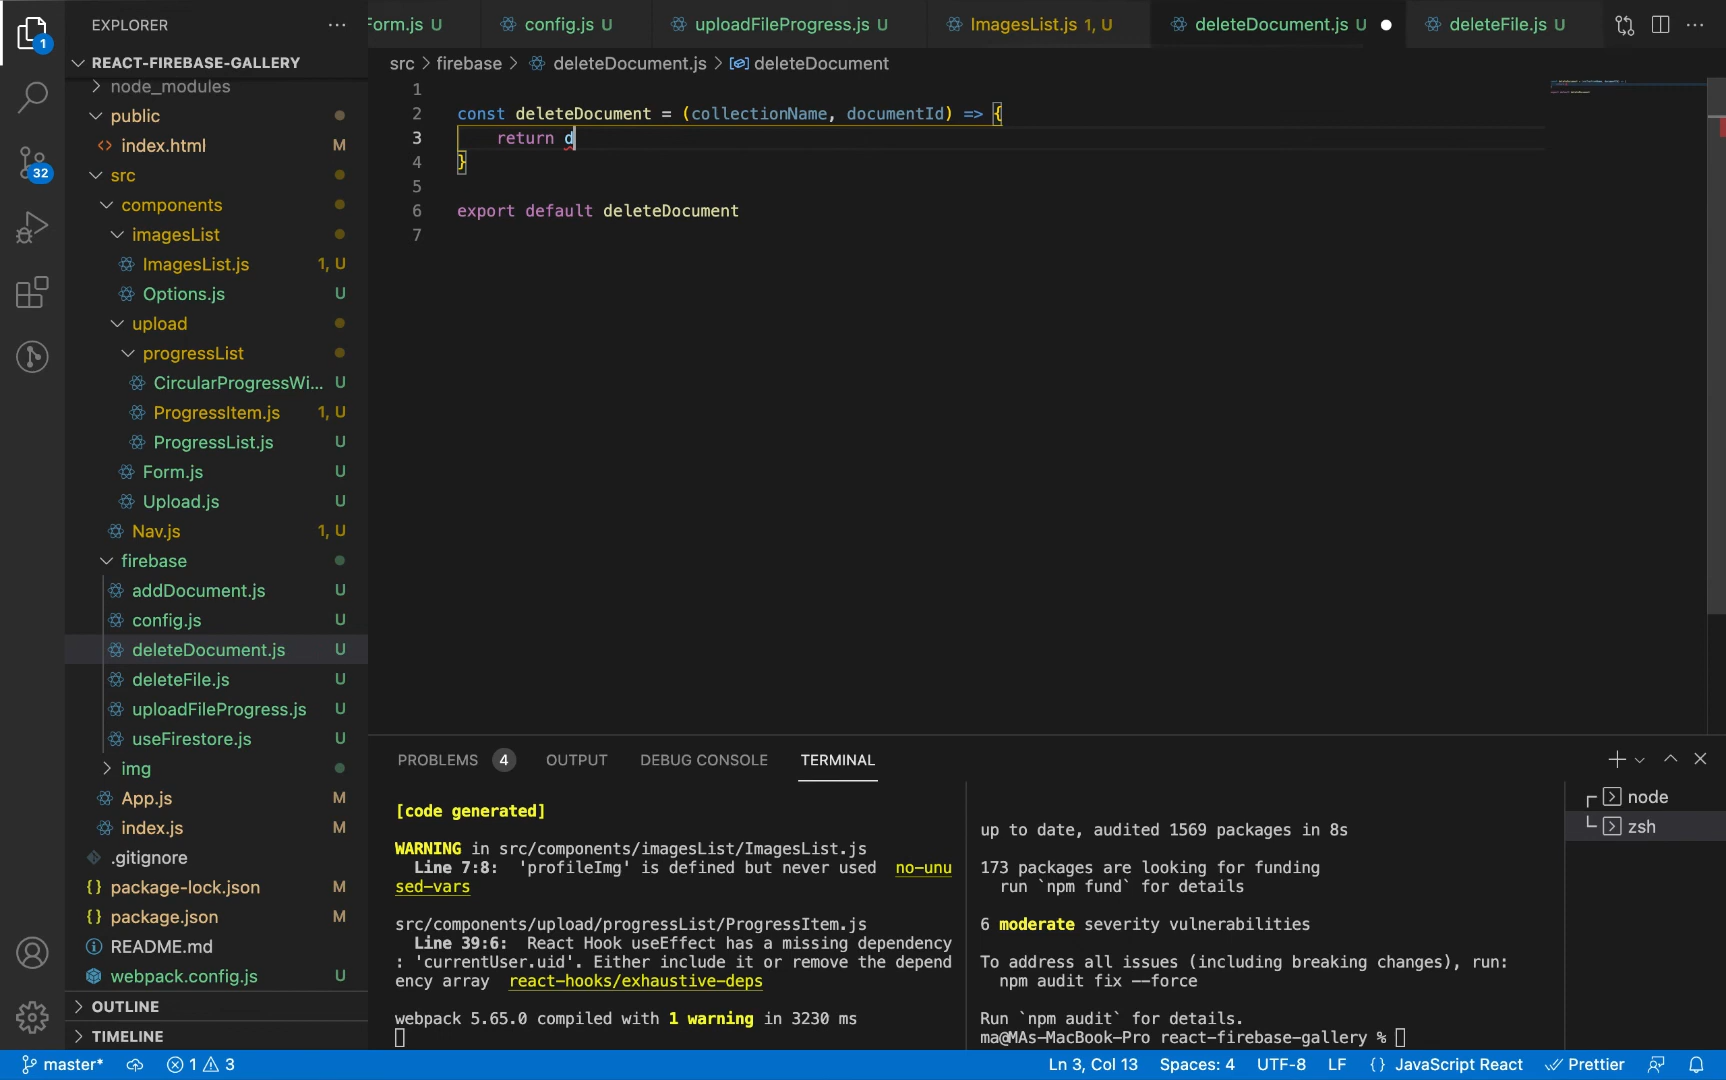 EXPLORER
REACT-FIREBASE-GALLERY
node_modules
public
index.html M
src
components
imagesList
ImagesList.js 1, U
Options.js U
upload
progressList
CircularProgressWi... U
ProgressItem.js 1, U
ProgressList.js U
Form.js U
Upload.js U
Nav.js 1, U
firebase
addDocument.js U
config.js U
deleteDocument.js U
deleteFile.js U
uploadFileProgress.js U
useFirestore.js U
img
App.js M
index.js M
.gitignore
package-lock.json M
package.json M
README.md
webpack.config.js U
OUTLINE
TIMELINE
1
32
Form.js U config.js U uploadFileProgress.js U ImagesList.js 1, U deleteDocument.js U deleteFile.js U
src > firebase > deleteDocument.js > deleteDocument
1
2 const deleteDocument = (collectionName, documentId) => {
3 return d
4 }
5
6 export default deleteDocument
7
PROBLEMS 4 OUTPUT DEBUG CONSOLE TERMINAL
[code generated]
WARNING in src/components/imagesList/ImagesList.js
Line 7:8: 'profileImg' is defined but never used no-unu
sed-vars
src/components/upload/progressList/ProgressItem.js
Line 39:6: React Hook useEffect has a missing dependency
: 'currentUser.uid'. Either include it or remove the depend
ency array react-hooks/exhaustive-deps
webpack 5.65.0 compiled with 1 warning in 3230 ms
up to date, audited 1569 packages in 8s
173 packages are looking for funding
run `npm fund` for details
6 moderate severity vulnerabilities
To address all issues (including breaking changes), run:
npm audit fix --force
Run `npm audit` for details.
ma@MAs-MacBook-Pro react-firebase-gallery %
node
zsh
master* 1 3 Ln 3, Col 13 Spaces: 4 UTF-8 LF {} JavaScript React Prettier